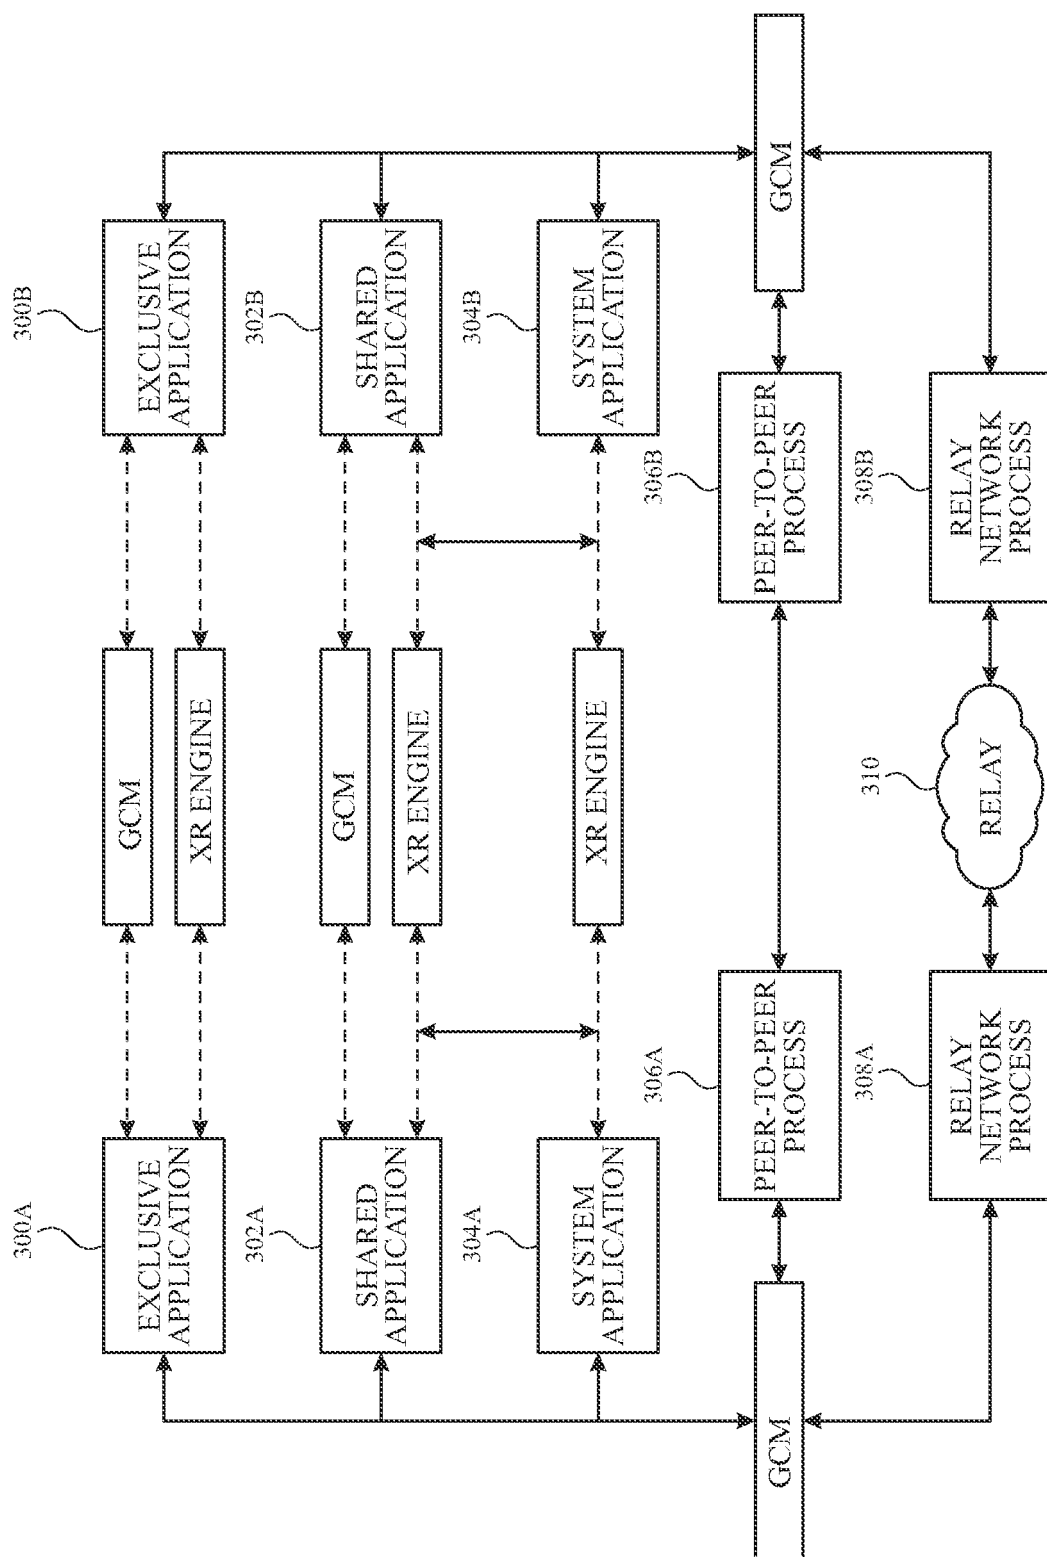 300A
EXCLUSIVE
APPLICATION
GCM
XR ENGINE
300B
EXCLUSIVE
APPLICATION
302A
SHARED
APPLICATION
GCM
XR ENGINE
302B
SHARED
APPLICATION
304A
SYSTEM
APPLICATION
XR ENGINE
304B
SYSTEM
APPLICATION
GCM
306A
PEER-TO-PEER
PROCESS
306B
PEER-TO-PEER
PROCESS
GCM
308A
RELAY
NETWORK
PROCESS
310
RELAY
308B
RELAY
NETWORK
PROCESS